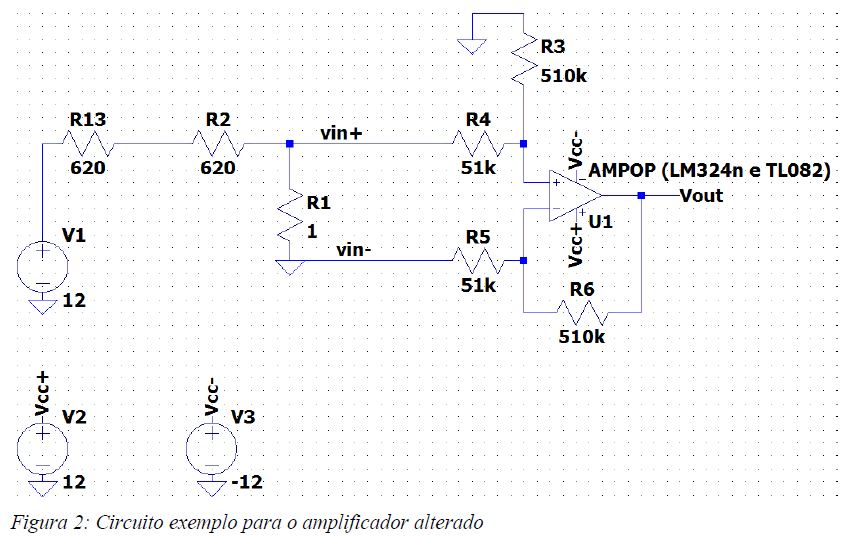 R3
510k
R13
620
R2
620
vin+
R4
51k
Vcc-
AMPOP (LM324n e TL082)
+
-
-
+
Vout
U1
Vcc+
R1
1
vin-
R5
51k
R6
510k
V1
+
-
12
Vcc+
V2
+
-
12
Vcc-
V3
+
-
-12
Figura 2: Circuito exemplo para o amplificador alterado